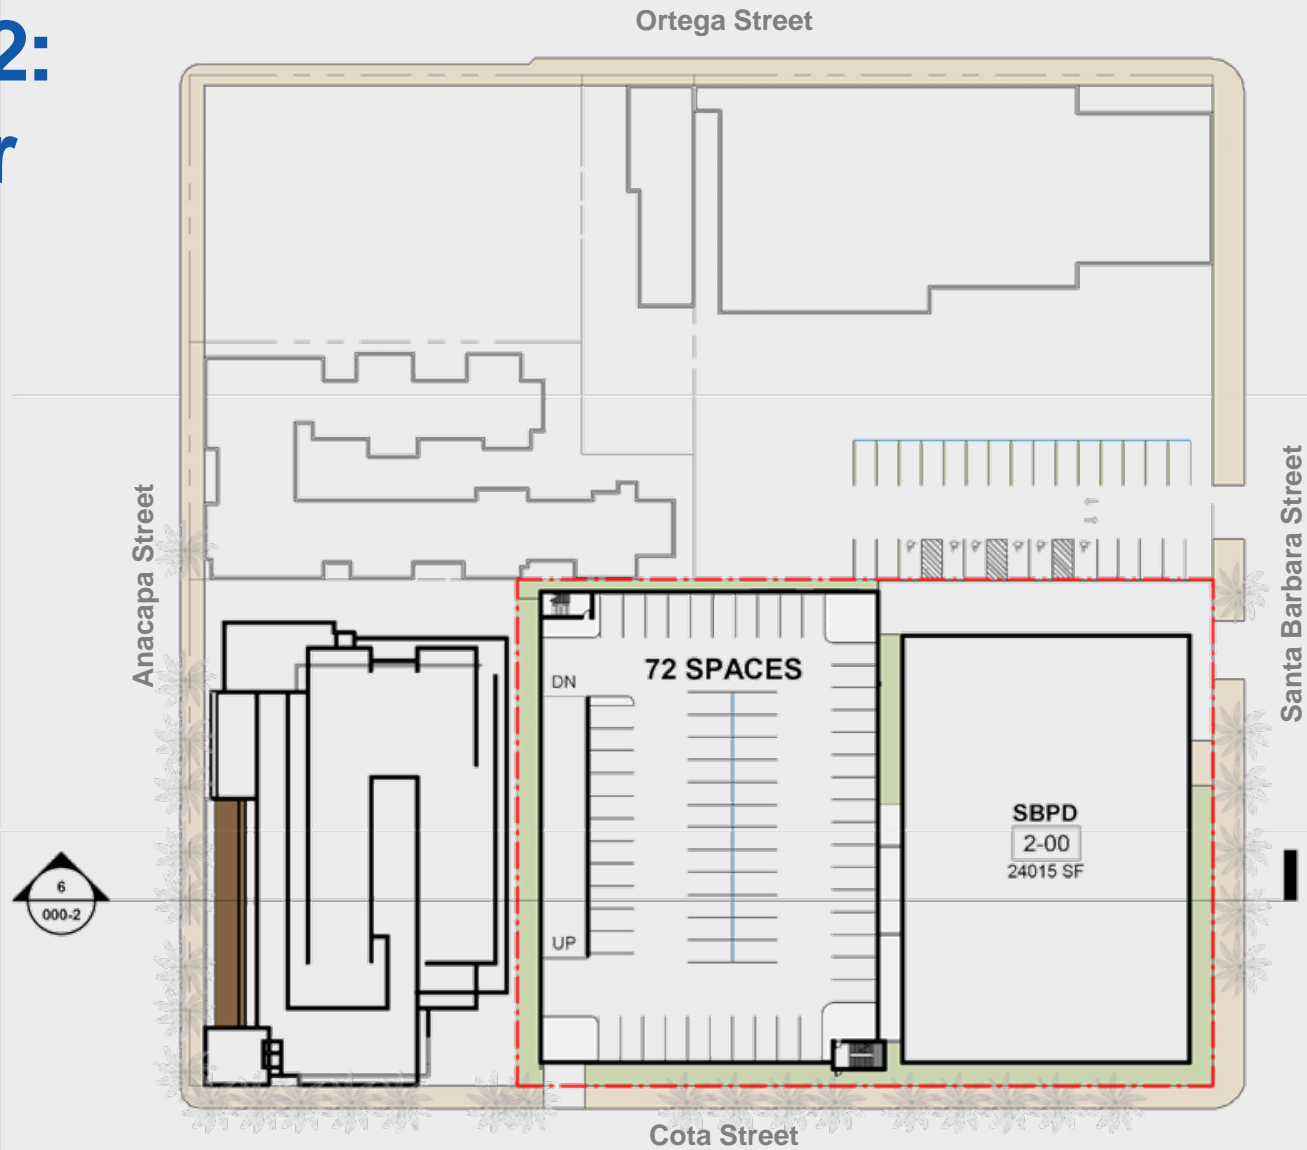 Ortega Street
2:
r
Anacapa Street
Santa Barbara Street
72 SPACES
DN
SBPD
2-00
24015 SF
6
000-2
UP
Cota Street